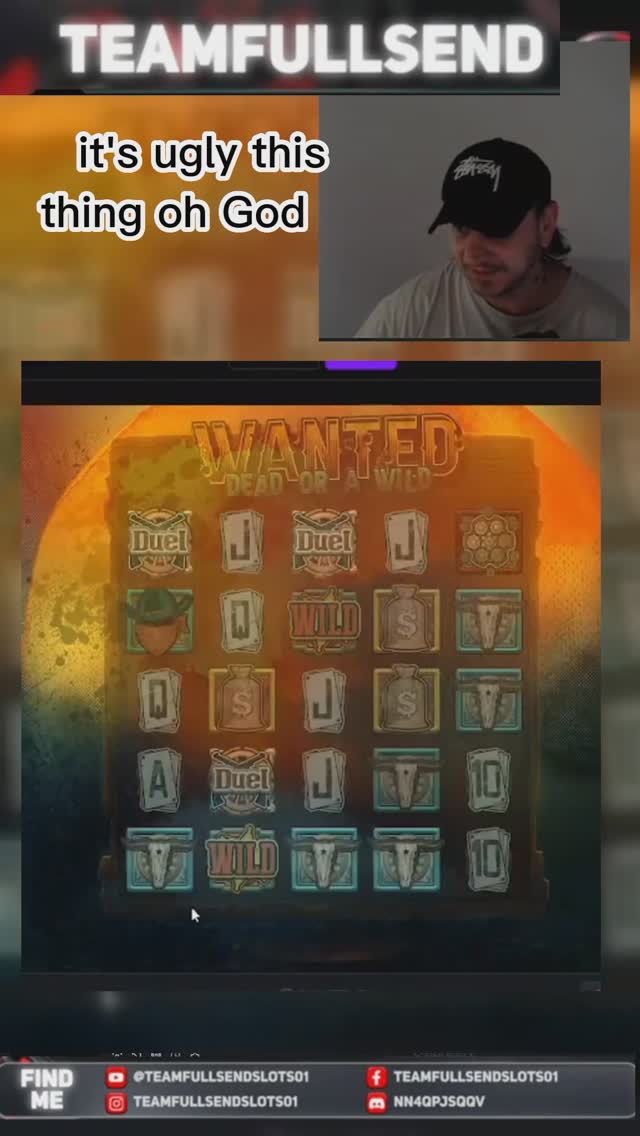 TEAMFULLSEND
it's ugly this
thing oh God
STUSSY
WANTED
DEAD OR A WILD
Duel J Duel J
Q WILD $
Q $ J $
A Duel J 10
WILD 10
FIND
ME
@TEAMFULLSENDSLOTS01
TEAMFULLSENDSLOTS01
TEAMFULLSENDSLOTS01
NN4QPJSQQV